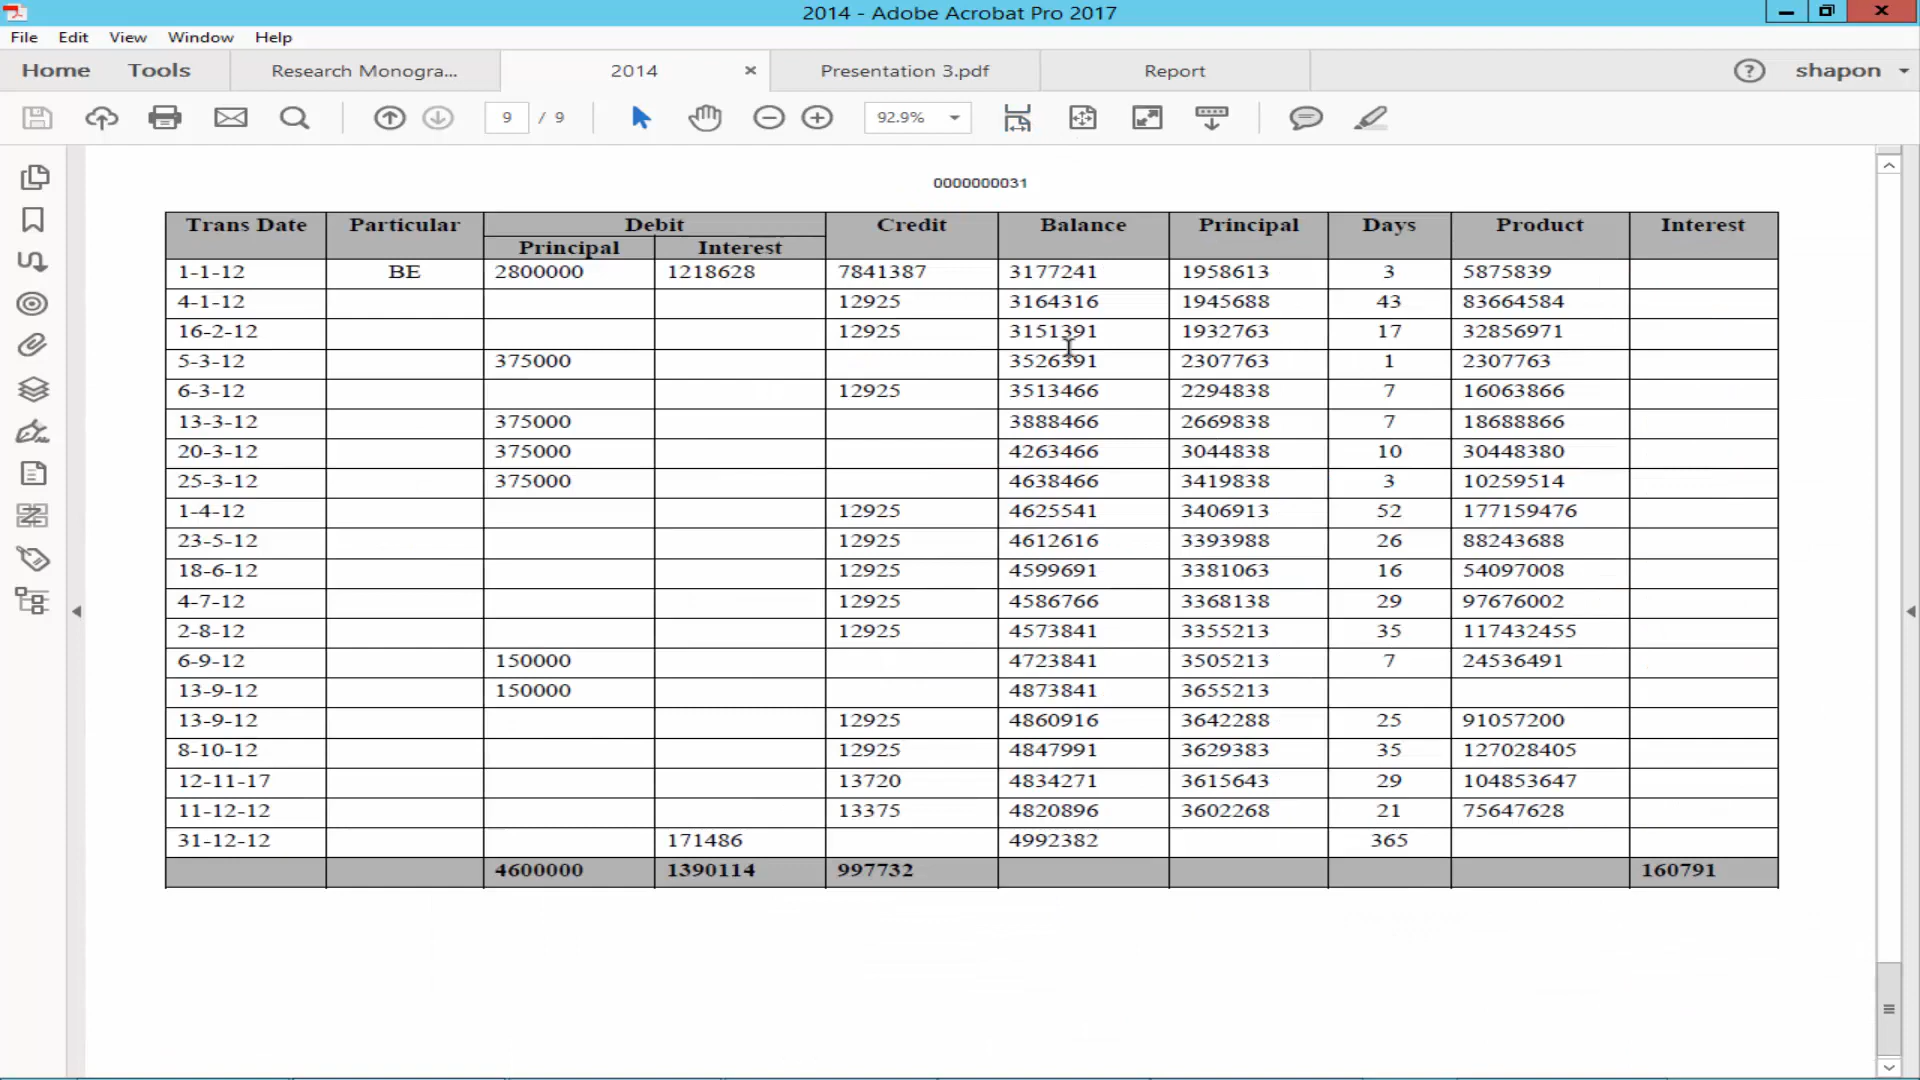 2014 - Adobe Acrobat Pro 2017
File Edit View Window Help
Home Tools Research Monogra... 2014 Presentation 3.pdf Report shapon
9 / 9 92.9%
0000000031
Trans Date Particular Debit Credit Balance Principal Days Product Interest
Principal Interest
1-1-12 BE 2800000 1218628 7841387 3177241 1958613 3 5875839
4-1-12 12925 3164316 1945688 43 83664584
16-2-12 12925 3151391 1932763 17 32856971
5-3-12 375000 3526391 2307763 1 2307763
6-3-12 12925 3513466 2294838 7 16063866
13-3-12 375000 3888466 2669838 7 18688866
20-3-12 375000 4263466 3044838 10 30448380
25-3-12 375000 4638466 3419838 3 10259514
1-4-12 12925 4625541 3406913 52 177159476
23-5-12 12925 4612616 3393988 26 88243688
18-6-12 12925 4599691 3381063 16 54097008
4-7-12 12925 4586766 3368138 29 97676002
2-8-12 12925 4573841 3355213 35 117432455
6-9-12 150000 4723841 3505213 7 24536491
13-9-12 150000 4873841 3655213
13-9-12 12925 4860916 3642288 25 91057200
8-10-12 12925 4847991 3629383 35 127028405
12-11-17 13720 4834271 3615643 29 104853647
11-12-12 13375 4820896 3602268 21 75647628
31-12-12 171486 4992382 365
4600000 1390114 997732 160791